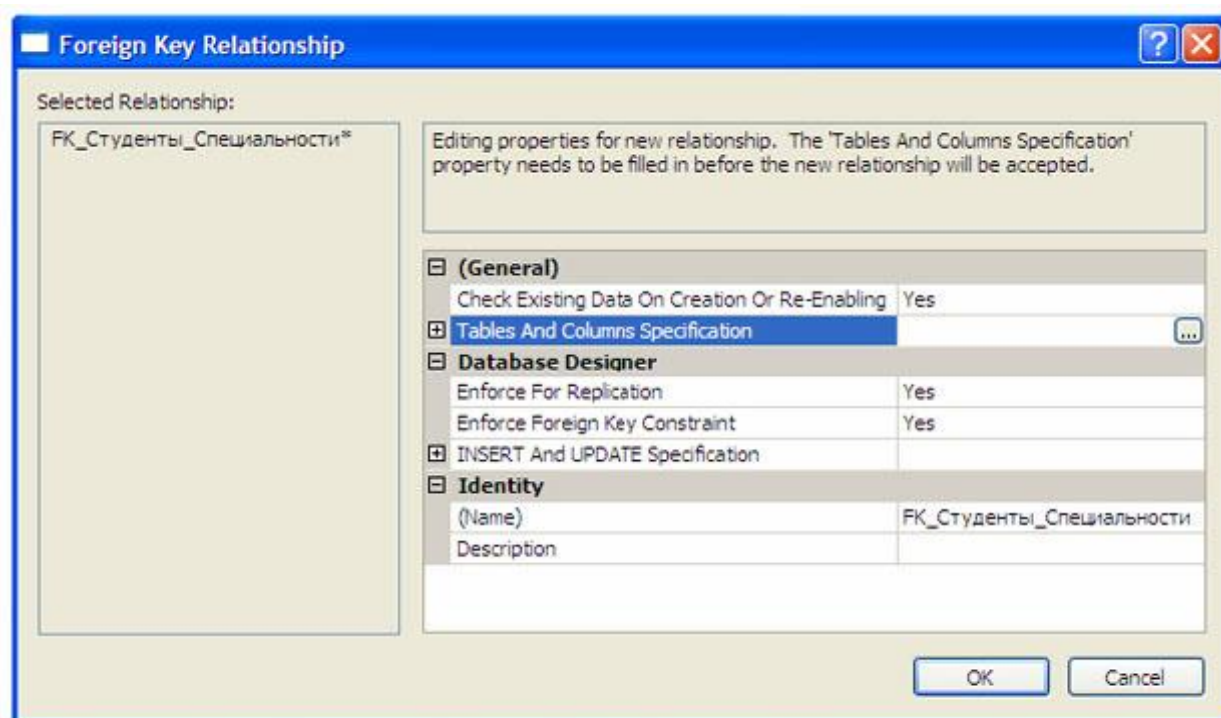 Foreign Key Relationship
Selected Relationship:
FK_Студенты_Специальности*
Editing properties for new relationship. The 'Tables And Columns Specification'
property needs to be filled in before the new relationship will be accepted.
(General)
Check Existing Data On Creation Or Re-Enabling Yes
Tables And Columns Specification ...
Database Designer
Enforce For Replication Yes
Enforce Foreign Key Constraint Yes
INSERT And UPDATE Specification
Identity
(Name) FK_Студенты_Специальности
Description
OK Cancel